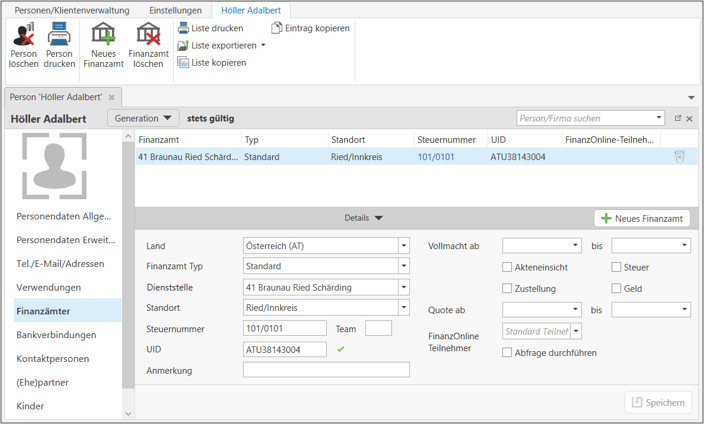 Personen/Klientenverwaltung Einstellungen Höller Adalbert
Person löschen
Person drucken
Neues Finanzamt
Finanzamt löschen
Liste drucken
Liste exportieren
Liste kopieren
Eintrag kopieren
Person 'Höller Adalbert'
Höller Adalbert Generation stets gültig Person/Firma suchen
Finanzamt Typ Standort Steuernummer UID FinanzOnline-Teilneh...
41 Braunau Ried Schärd... Standard Ried/Innkreis 101/0101 ATU38143004
Details Neues Finanzamt
Personendaten Allge...
Personendaten Erweit...
Tel./E-Mail/Adressen
Verwendungen
Finanzämter
Bankverbindungen
Kontaktpersonen
(Ehe)partner
Kinder
Land Österreich (AT)
Finanzamt Typ Standard
Dienststelle 41 Braunau Ried Schärding
Standort Ried/Innkreis
Steuernummer 101/0101 Team
UID ATU38143004
Anmerkung
Vollmacht ab bis
Akteneinsicht Steuer
Zustellung Geld
Quote ab bis
FinanzOnline Teilnehmer Standard Teilnel
Abfrage durchführen
Speichern